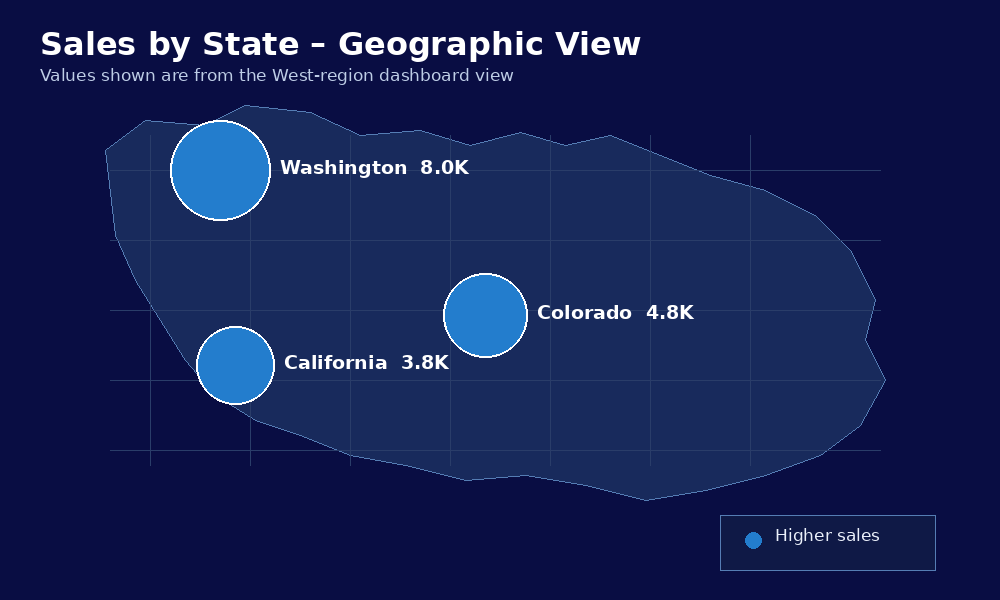 Sales by State – Geographic View
Values shown are from the West-region dashboard view
Washington  8.0K
Colorado  4.8K
California  3.8K
Higher sales